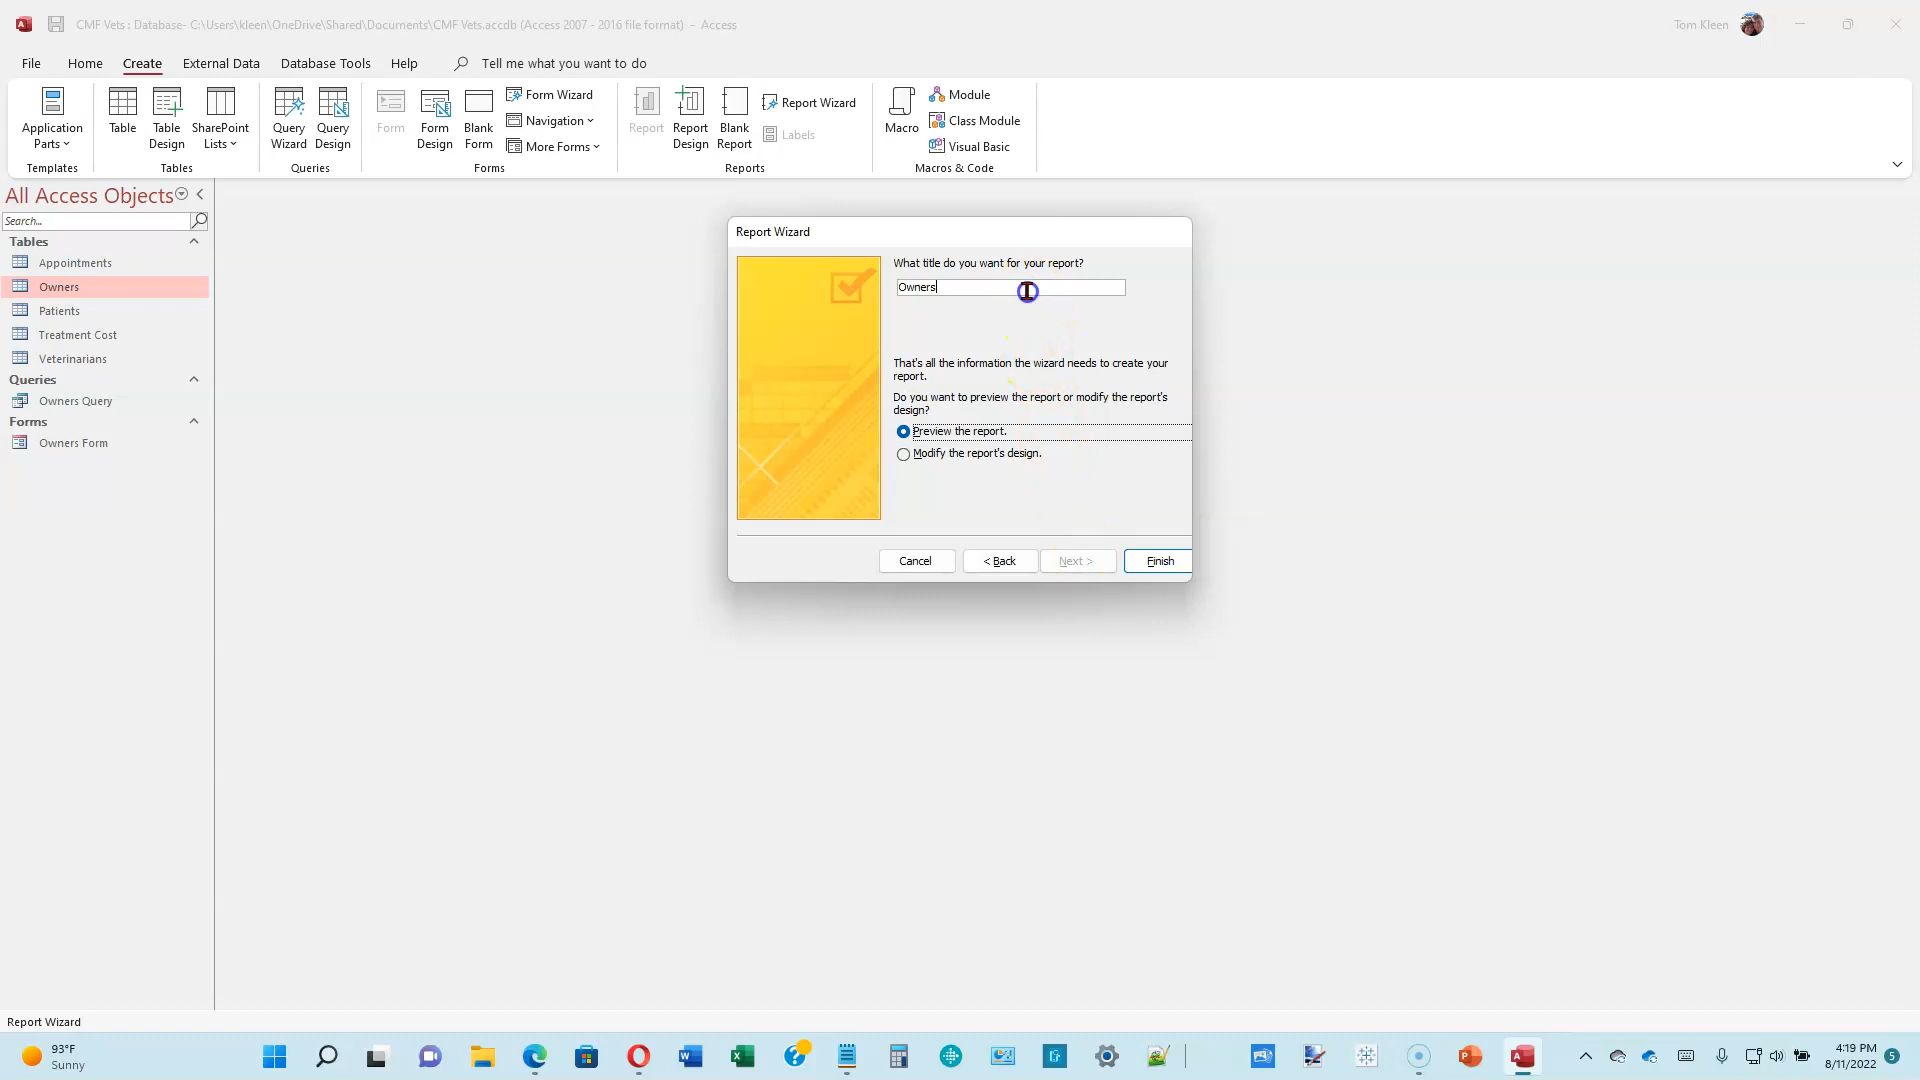 CMF Vets : Database- C:\Users\kleen\OneDrive\Shared\Documents\CMF Vets.accdb (Access 2007 - 2016 file format)  -  Access
Tom Kleen
File
Home
Create
External Data
Database Tools
Help
Tell me what you want to do
Application
Parts
Templates
Table
Table
Design
SharePoint
Lists
Tables
Query
Wizard
Query
Design
Queries
Form
Form
Design
Blank
Form
Form Wizard
Navigation
More Forms
Forms
Report
Report
Design
Blank
Report
Report Wizard
Labels
Reports
Macro
Module
Class Module
Visual Basic
Macros & Code
All Access Objects
Search...
Tables
Appointments
Owners
Patients
Treatment Cost
Veterinarians
Queries
Owners Query
Forms
Owners Form
Report Wizard
What title do you want for your report?
Owners
That's all the information the wizard needs to create your
report.
Do you want to preview the report or modify the report's
design?
Preview the report.
Modify the report's design.
Cancel
< Back
Next >
Finish
Report Wizard
93°F
Sunny
4:19 PM
8/11/2022
5